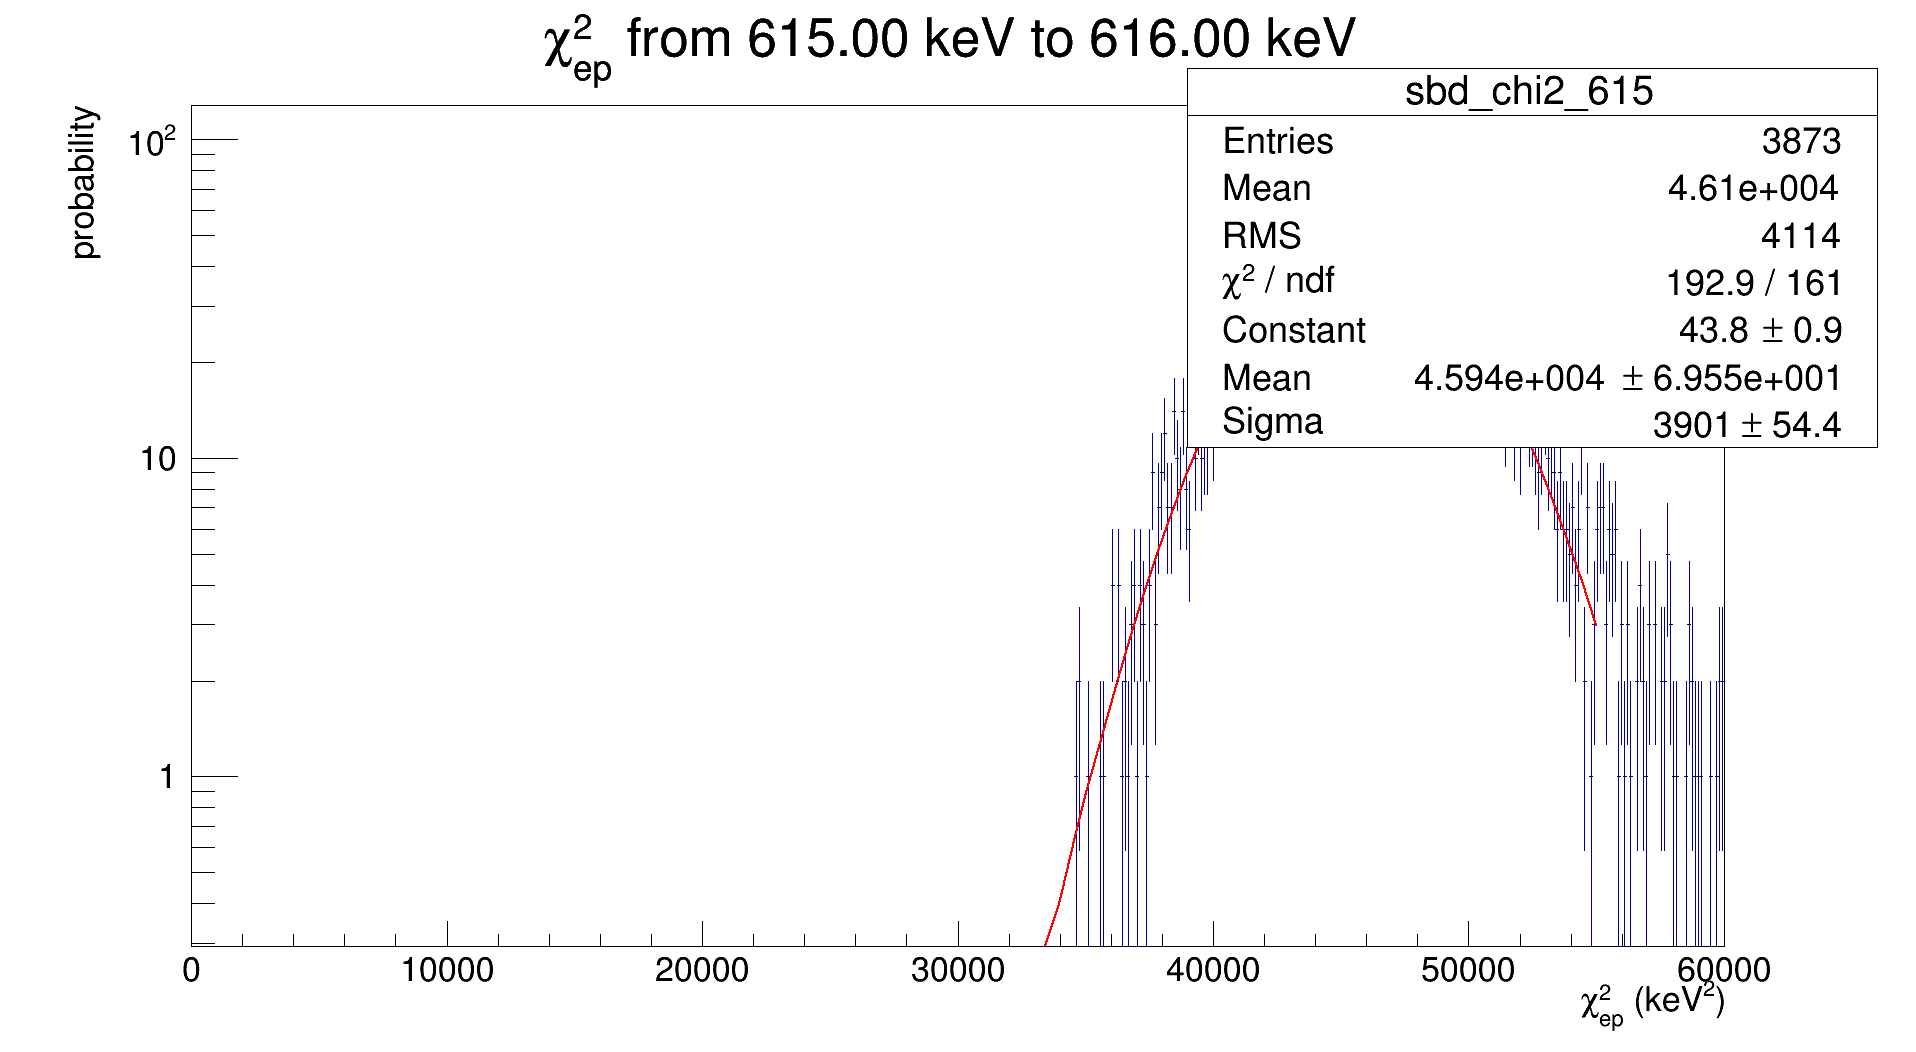 χ²ep from 615.00 keV to 616.00 keV
sbd_chi2_615
Entries 3873
Mean 4.61e+004
RMS 4114
χ² / ndf 192.9 / 161
Constant 43.8 ± 0.9
Mean 4.594e+004 ± 6.955e+001
Sigma 3901 ± 54.4
probability
10²
10
1
0 10000 20000 30000 40000 50000 60000
χ²ep (keV²)